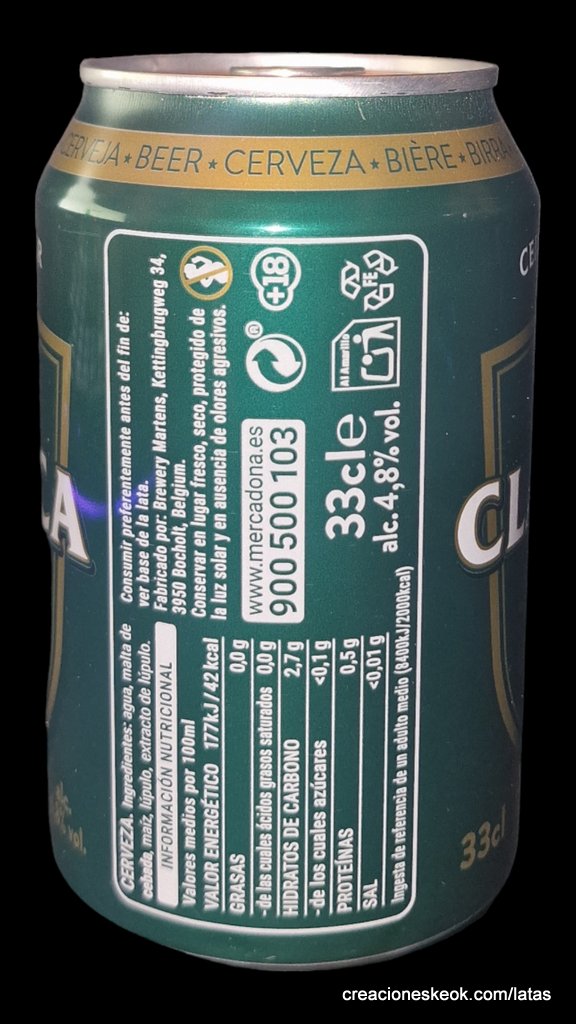 CERVEJA ★ BEER ★ CERVEZA ★ BIÈRE ★ BIRRA
CERVEZA. Ingredientes: agua, malta de
cebada, maíz, lúpulo, extracto de lúpulo.
INFORMACIÓN NUTRICIONAL
Valores medios por 100ml
VALOR ENERGÉTICO 177kJ/42kcal
GRASAS 0,0 g
-de las cuales ácidos grasos saturados 0,0 g
HIDRATOS DE CARBONO 2,7 g
-de los cuales azúcares <0,1 g
PROTEÍNAS 0,5 g
SAL <0,01 g
Ingesta de referencia de un adulto medio (8400kJ/2000kcal)
Consumir preferentemente antes del fin de:
ver base de la lata.
Fabricado por: Brewery Martens, Kettingbrugweg 34,
3950 Bocholt, Belgium.
Conservar en lugar fresco, seco, protegido de
la luz solar y en ausencia de olores agresivos.
www.mercadona.es
900 500 103
®
+18
33cl e
alc. 4,8% vol.
Al Amarillo
FE
CA
alc.
% vol.
CE
CL
33cl
creacioneskeok.com/latas